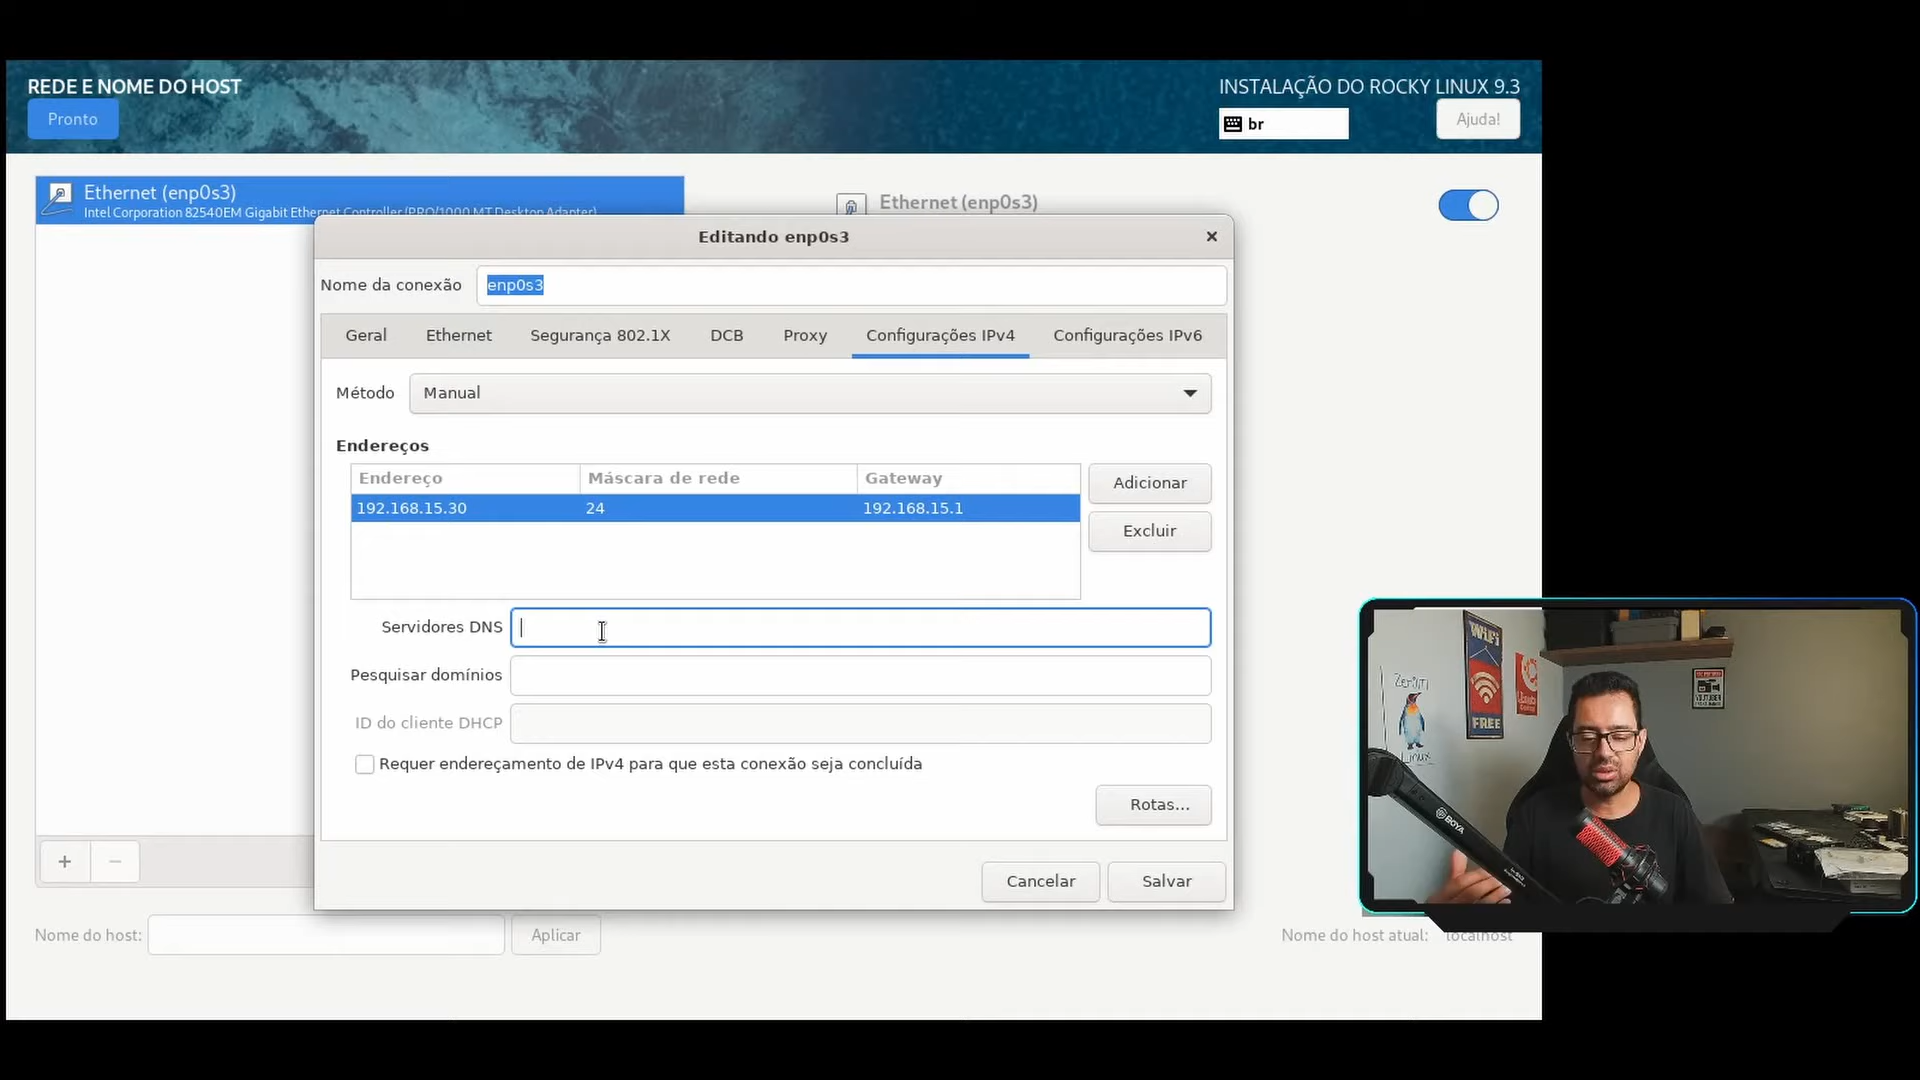 REDE E NOME DO HOST
Pronto
INSTALAÇÃO DO ROCKY LINUX 9.3
br
Ajuda!
Ethernet (enp0s3)
Intel Corporation 82540EM Gigabit Ethernet Controller (PRO/1000 MT Desktop Adapter)
Ethernet (enp0s3)
Editando enp0s3
Nome da conexão
enp0s3
Geral
Ethernet
Segurança 802.1X
DCB
Proxy
Configurações IPv4
Configurações IPv6
Método
Manual
Endereços
Endereço
Máscara de rede
Gateway
192.168.15.30
24
192.168.15.1
Adicionar
Excluir
Servidores DNS
Pesquisar domínios
ID do cliente DHCP
Requer endereçamento de IPv4 para que esta conexão seja concluída
Rotas...
Cancelar
Salvar
+
−
Nome do host:
Aplicar
Nome do host atual:
localhost
WiFi
FREE
Linux
BOYA